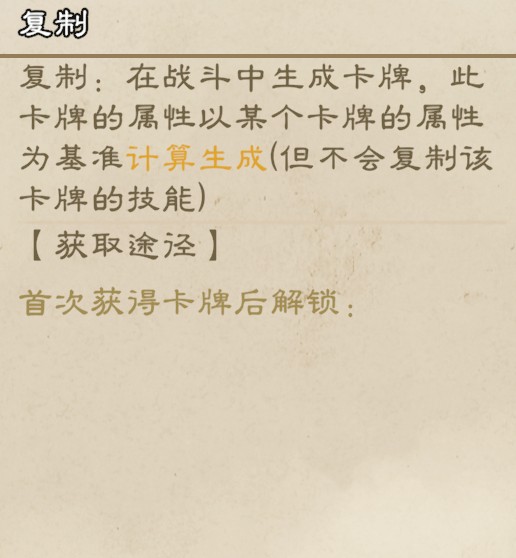 复制
复制：在战斗中生成卡牌，此
卡牌的属性以某个卡牌的属性
为基准计算生成(但不会复制该
卡牌的技能)
【获取途径】
首次获得卡牌后解锁：